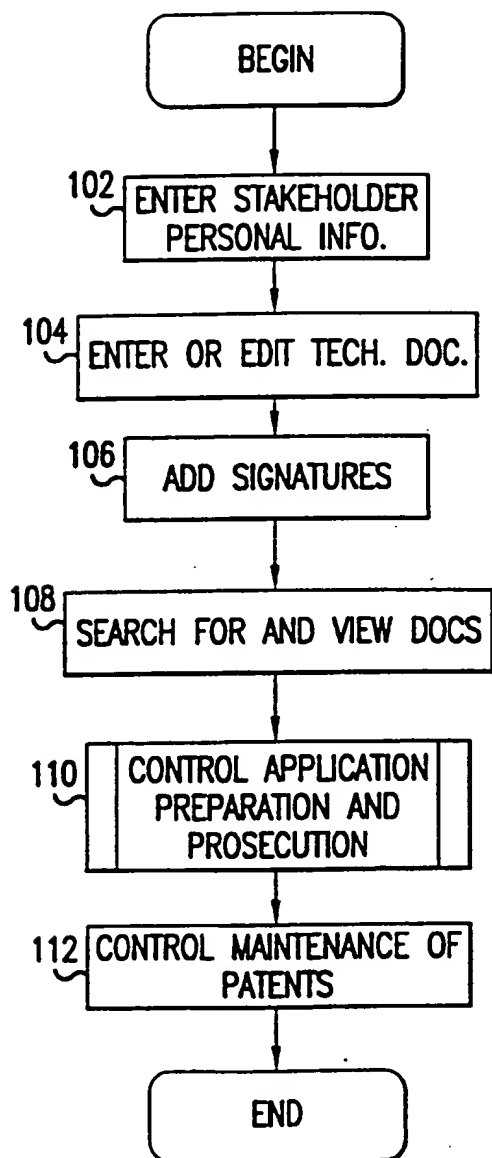 BEGIN
102
ENTER STAKEHOLDER
PERSONAL INFO.
104
ENTER OR EDIT TECH. DOC.
106
ADD SIGNATURES
108
SEARCH FOR AND VIEW DOCS
110
CONTROL APPLICATION
PREPARATION AND
PROSECUTION
112
CONTROL MAINTENANCE OF
PATENTS
END